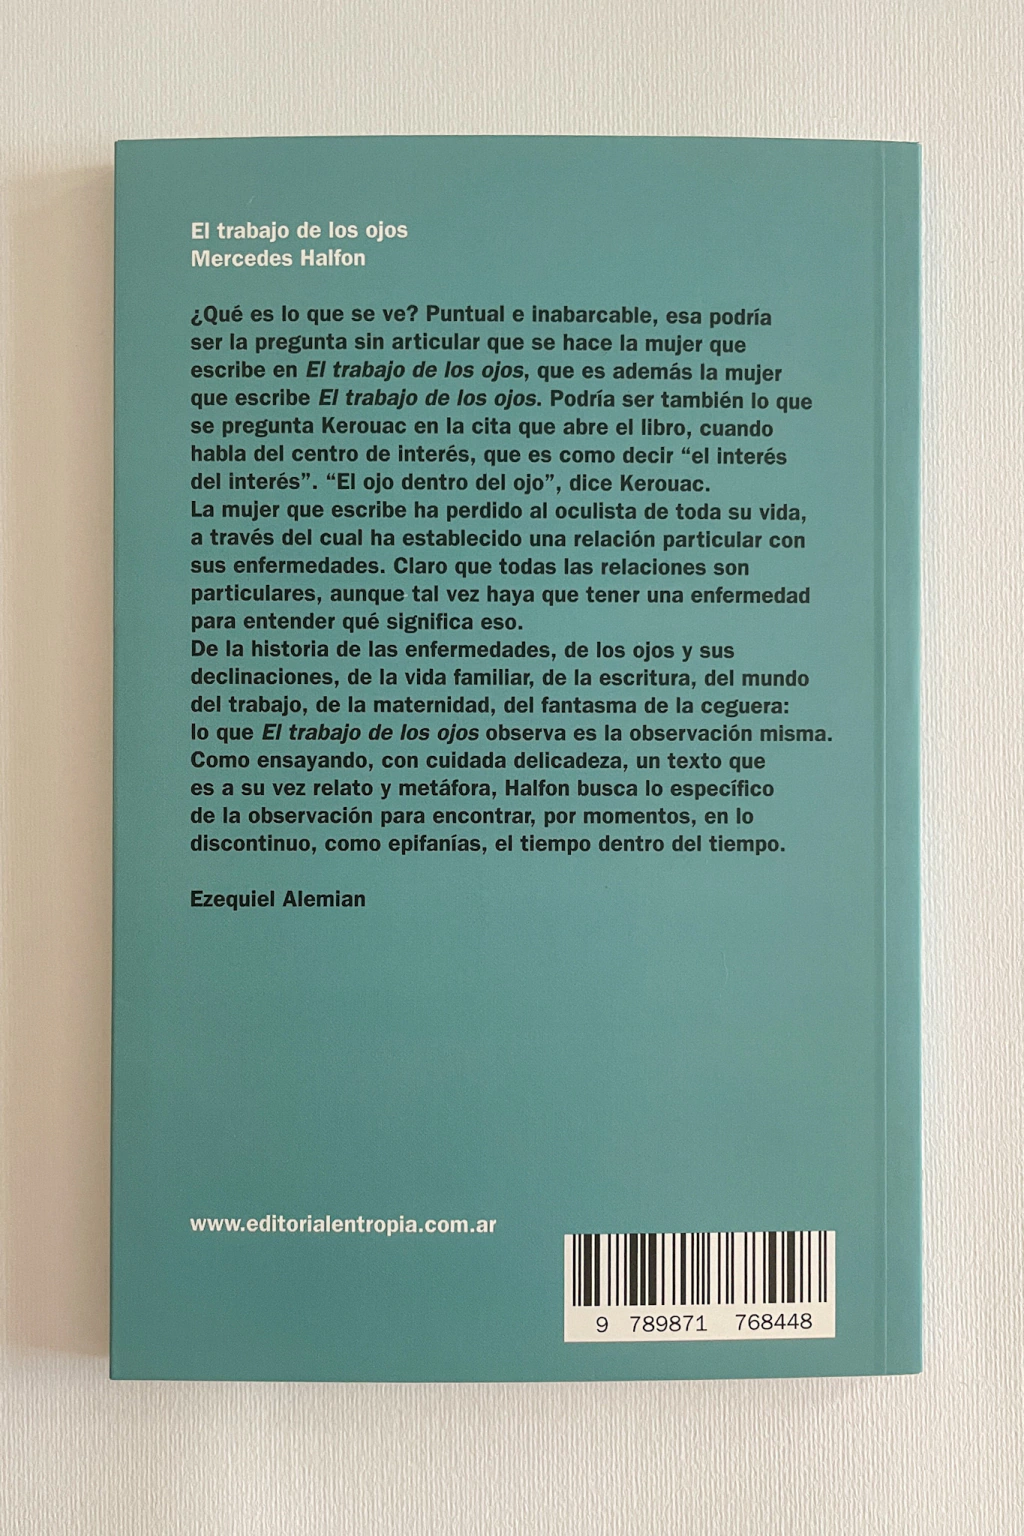 El trabajo de los ojos
Mercedes Halfon
¿Qué es lo que se ve? Puntual e inabarcable, esa podría
ser la pregunta sin articular que se hace la mujer que
escribe en El trabajo de los ojos, que es además la mujer
que escribe El trabajo de los ojos. Podría ser también lo que
se pregunta Kerouac en la cita que abre el libro, cuando
habla del centro de interés, que es como decir “el interés
del interés”. “El ojo dentro del ojo”, dice Kerouac.
La mujer que escribe ha perdido al oculista de toda su vida,
a través del cual ha establecido una relación particular con
sus enfermedades. Claro que todas las relaciones son
particulares, aunque tal vez haya que tener una enfermedad
para entender qué significa eso.
De la historia de las enfermedades, de los ojos y sus
declinaciones, de la vida familiar, de la escritura, del mundo
del trabajo, de la maternidad, del fantasma de la ceguera:
lo que El trabajo de los ojos observa es la observación misma.
Como ensayando, con cuidada delicadeza, un texto que
es a su vez relato y metáfora, Halfon busca lo específico
de la observación para encontrar, por momentos, en lo
discontinuo, como epifanías, el tiempo dentro del tiempo.
Ezequiel Alemian
www.editorialentropia.com.ar
9 789871 768448